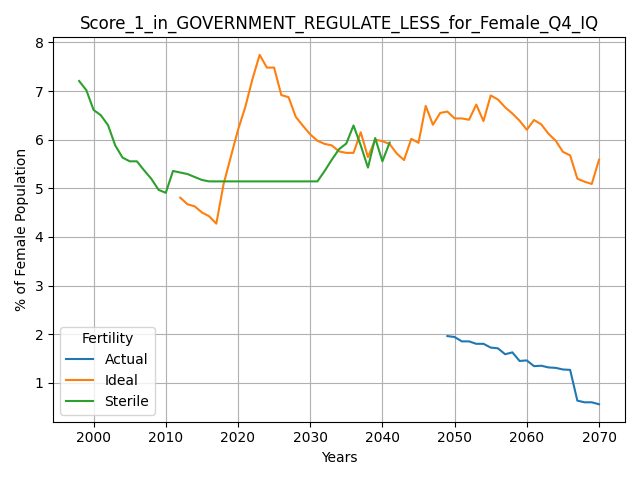 Score_1_in_GOVERNMENT_REGULATE_LESS_for_Female_Q4_IQ
% of Female Population
8
7
6
5
4
3
2
1
Fertility
Actual
Ideal
Sterile
2000 2010 2020 2030 2040 2050 2060 2070
Years